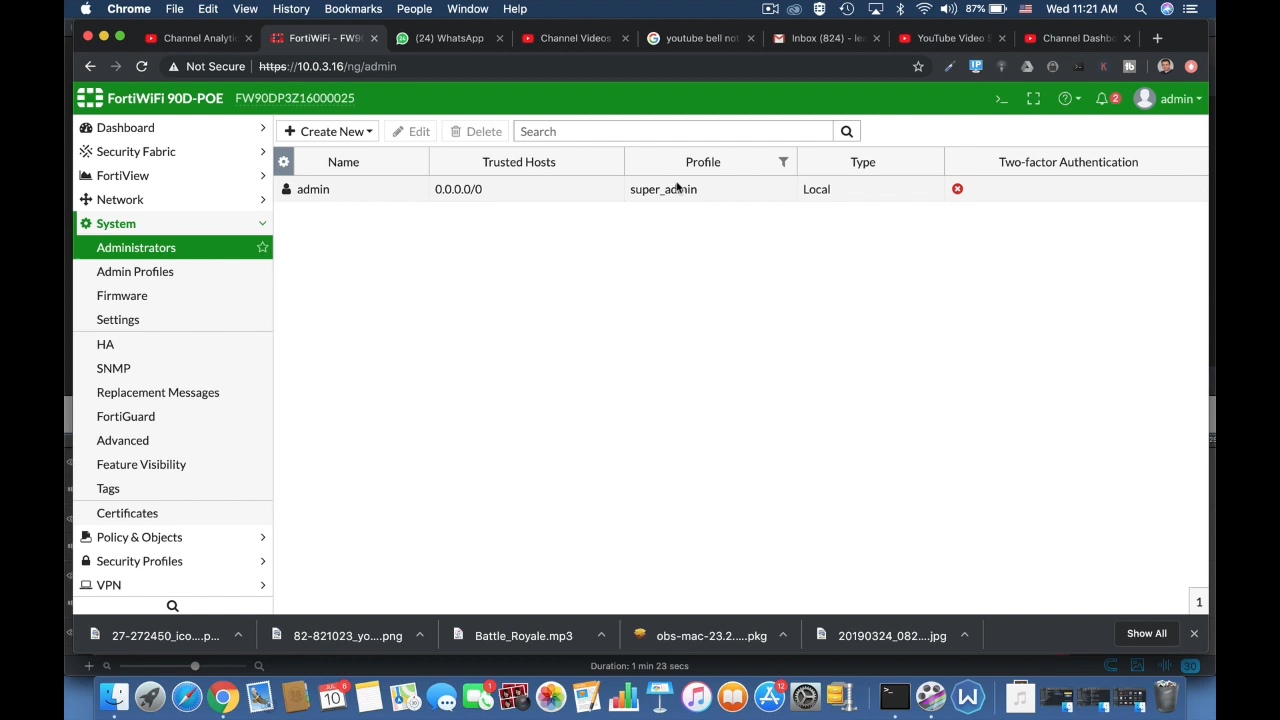 Chrome File Edit View History Bookmarks People Window Help 87% Wed 11:21 AM
Channel Analytic FortiWiFi - FW90 (24) WhatsApp Channel Videos youtube bell not Inbox (824) - le YouTube Video S Channel Dashbo
Not Secure https://10.0.3.16/ng/admin
FortiWiFi 90D-POE FW90DP3Z16000025 >_ 2 admin
Dashboard
Security Fabric
FortiView
Network
System
Administrators
Admin Profiles
Firmware
Settings
HA
SNMP
Replacement Messages
FortiGuard
Advanced
Feature Visibility
Tags
Certificates
Policy & Objects
Security Profiles
VPN
Create New Edit Delete Search
Name Trusted Hosts Profile Type Two-factor Authentication
admin 0.0.0.0/0 super_admin Local
1
27-272450_ico....p... 82-821023_yo....png Battle_Royale.mp3 obs-mac-23.2.....pkg 20190324_082....jpg Show All
Duration: 1 min 23 secs 30